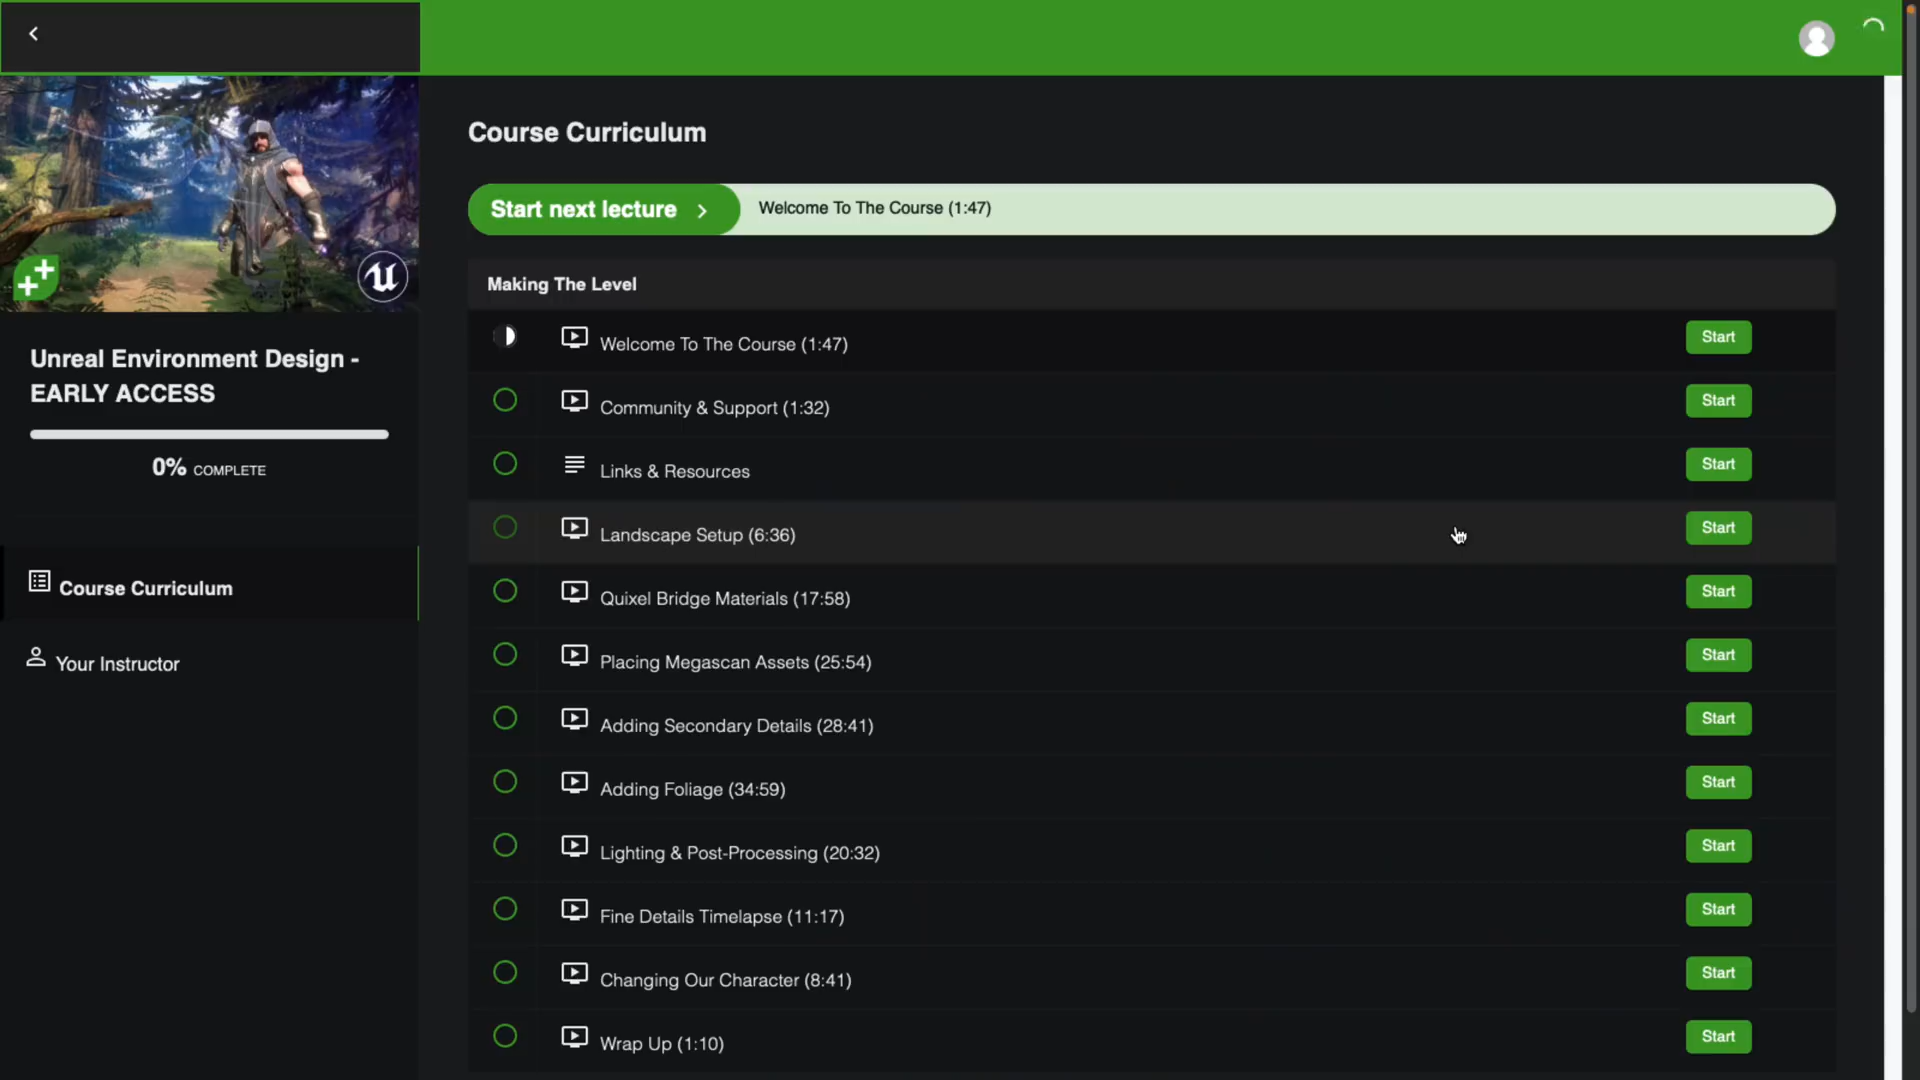 Course Curriculum
Start next lecture
Welcome To The Course (1:47)
Making The Level
Welcome To The Course (1:47)
Start
Community & Support (1:32)
Start
Links & Resources
Start
Landscape Setup (6:36)
Start
Quixel Bridge Materials (17:58)
Start
Placing Megascan Assets (25:54)
Start
Adding Secondary Details (28:41)
Start
Adding Foliage (34:59)
Start
Lighting & Post-Processing (20:32)
Start
Fine Details Timelapse (11:17)
Start
Changing Our Character (8:41)
Start
Wrap Up (1:10)
Start
Unreal Environment Design -
EARLY ACCESS
0% COMPLETE
Course Curriculum
Your Instructor